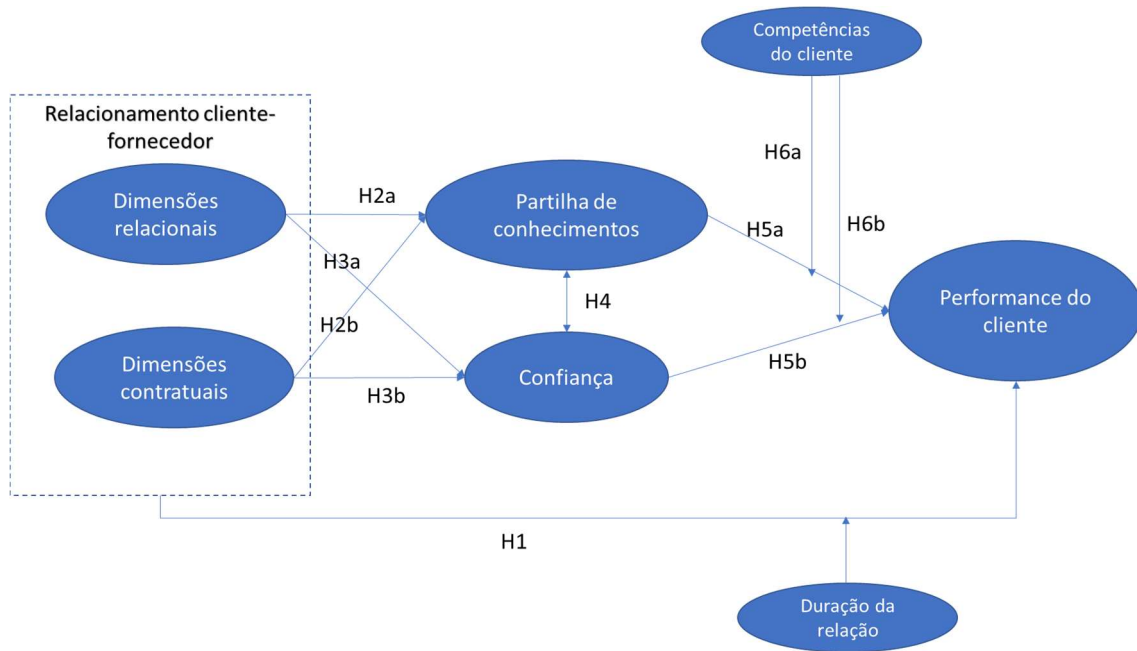 Competências
do cliente
Relacionamento cliente-
fornecedor
H6a
H6b
Dimensões
relacionais
H2a
Partilha de
conhecimentos
H5a
H3a
H4
Performance do
cliente
H2b
Dimensões
contratuais
H3b
Confiança
H5b
H1
Duração da
relação